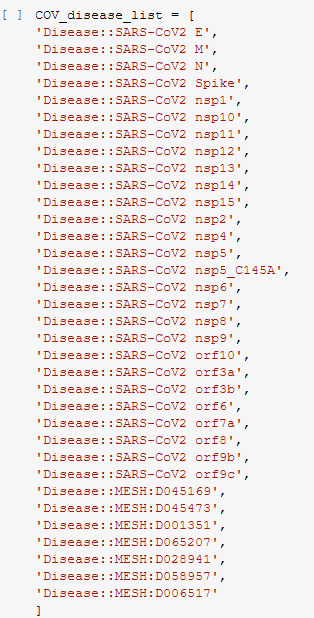 [ ] COV_disease_list = [
'Disease::SARS-CoV2 E',
'Disease::SARS-CoV2 M',
'Disease::SARS-CoV2 N',
'Disease::SARS-CoV2 Spike',
'Disease::SARS-CoV2 nsp1',
'Disease::SARS-CoV2 nsp10',
'Disease::SARS-CoV2 nsp11',
'Disease::SARS-CoV2 nsp12',
'Disease::SARS-CoV2 nsp13',
'Disease::SARS-CoV2 nsp14',
'Disease::SARS-CoV2 nsp15',
'Disease::SARS-CoV2 nsp2',
'Disease::SARS-CoV2 nsp4',
'Disease::SARS-CoV2 nsp5',
'Disease::SARS-CoV2 nsp5_C145A',
'Disease::SARS-CoV2 nsp6',
'Disease::SARS-CoV2 nsp7',
'Disease::SARS-CoV2 nsp8',
'Disease::SARS-CoV2 nsp9',
'Disease::SARS-CoV2 orf10',
'Disease::SARS-CoV2 orf3a',
'Disease::SARS-CoV2 orf3b',
'Disease::SARS-CoV2 orf6',
'Disease::SARS-CoV2 orf7a',
'Disease::SARS-CoV2 orf8',
'Disease::SARS-CoV2 orf9b',
'Disease::SARS-CoV2 orf9c',
'Disease::MESH:D045169',
'Disease::MESH:D045473',
'Disease::MESH:D001351',
'Disease::MESH:D065207',
'Disease::MESH:D028941',
'Disease::MESH:D058957',
'Disease::MESH:D006517'
]